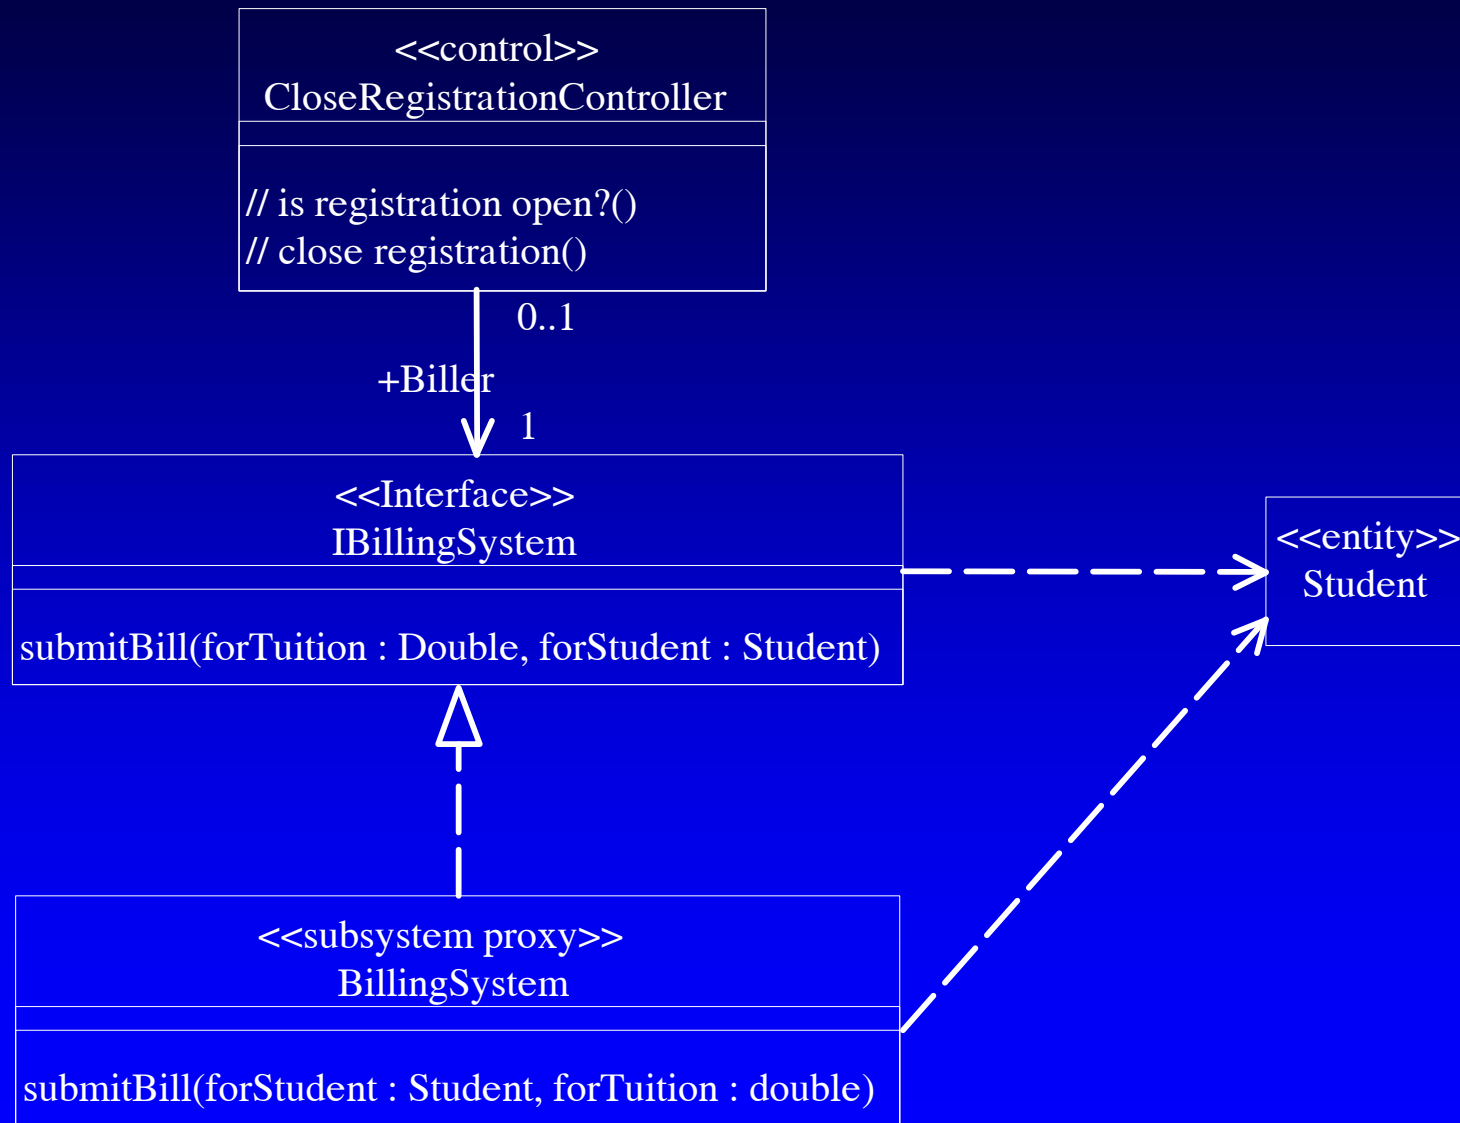 <<control>>
CloseRegistrationController
// is registration open?()
// close registration()
0..1
+Biller
1
<<Interface>>
IBillingSystem
submitBill(forTuition : Double, forStudent : Student)
<<entity>>
Student
<<subsystem proxy>>
BillingSystem
submitBill(forStudent : Student, forTuition : double)